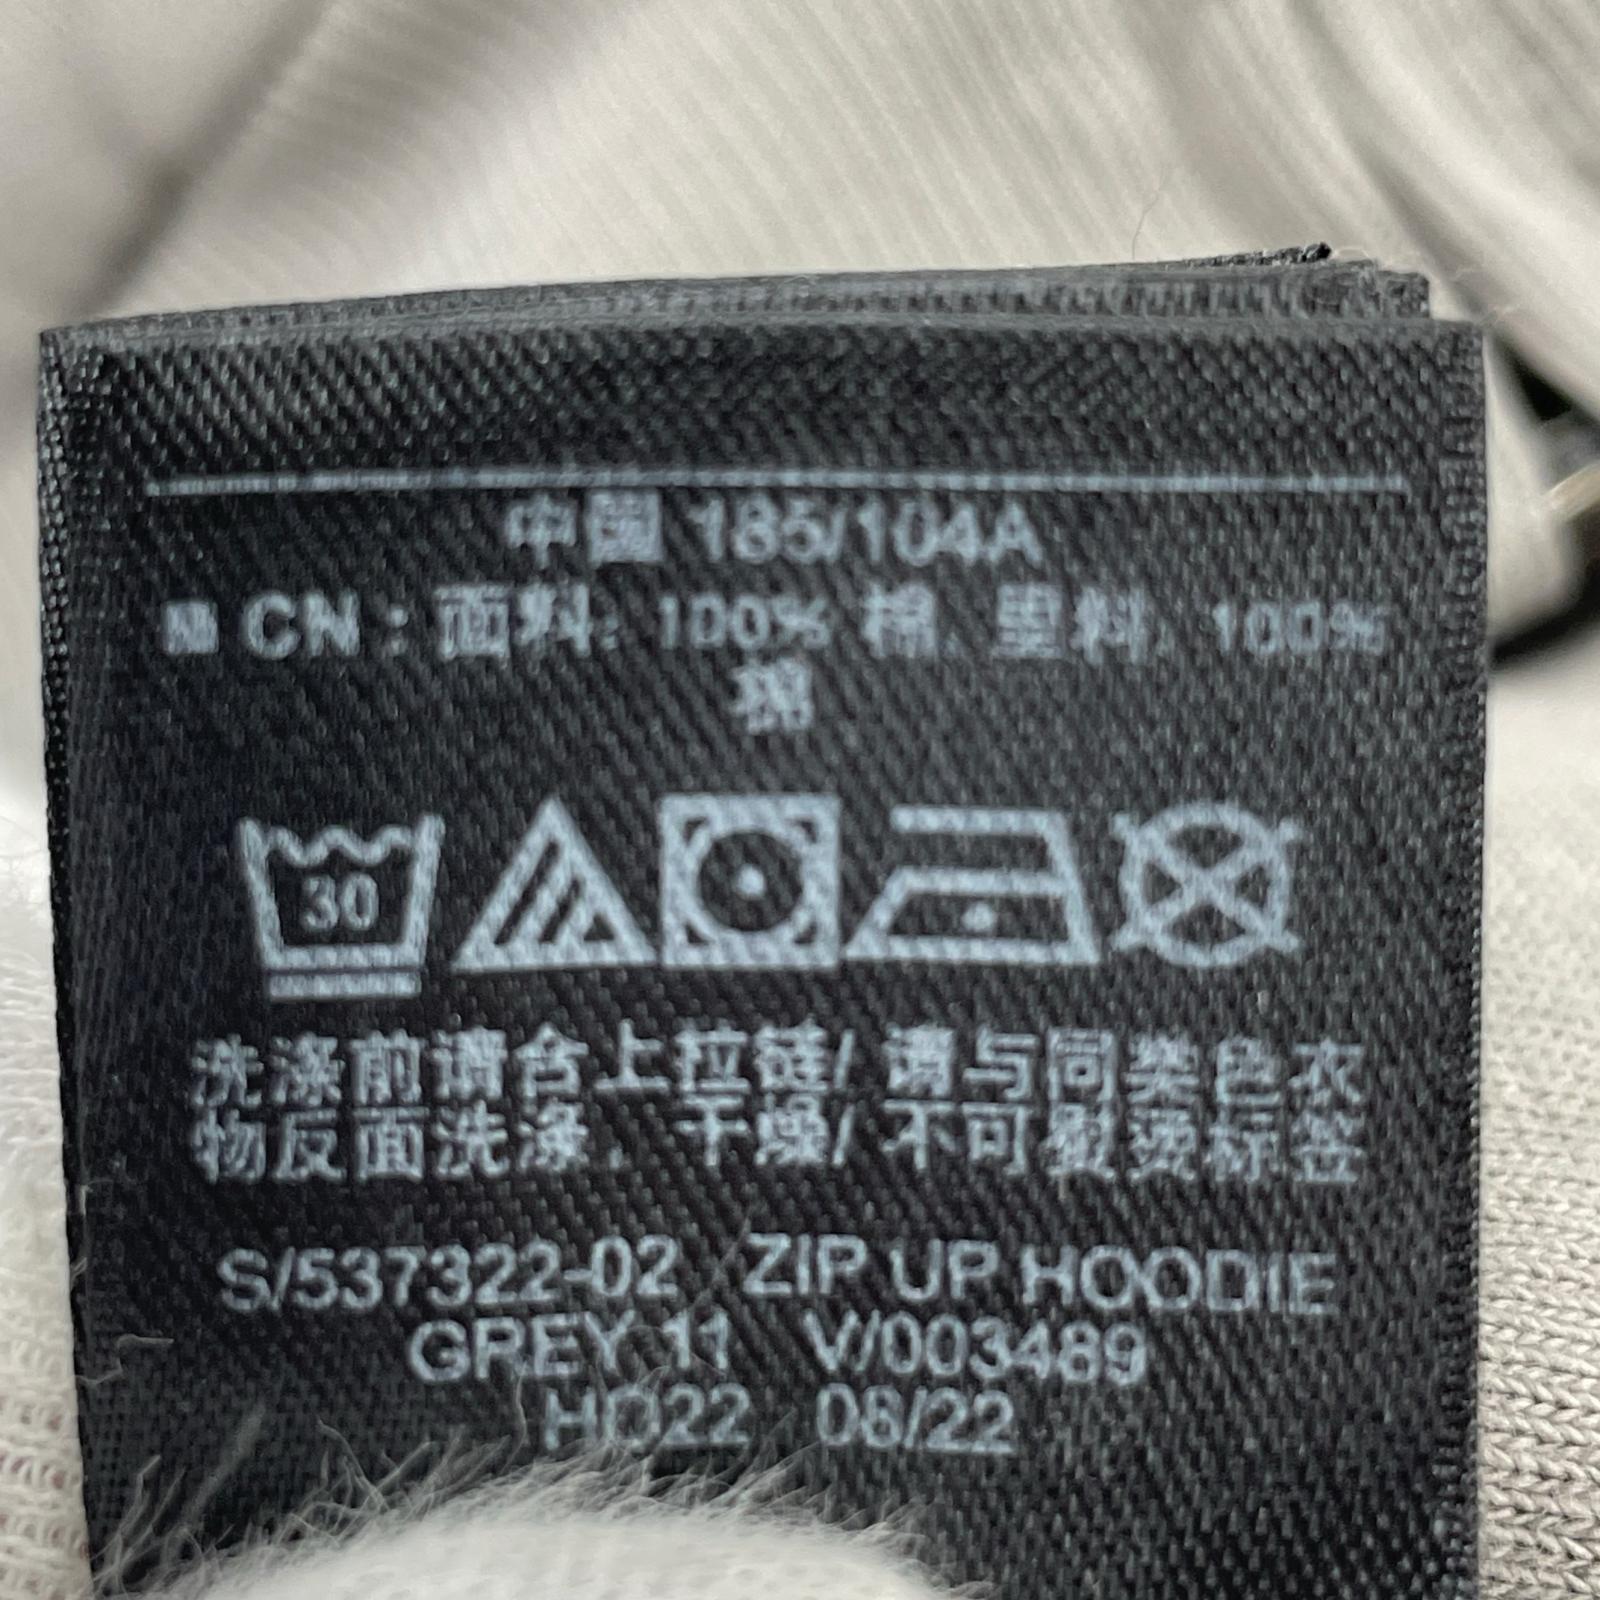 中国 185/104A
CN: 面料: 100% 棉, 里料: 100%
棉
30
洗涤前请合上拉链/ 请与同类色衣
物反面洗涤, 干燥/ 不可熨烫标签
S/537322-02 ZIP UP HOODIE
GREY 11 V/003489
HO22 08/22